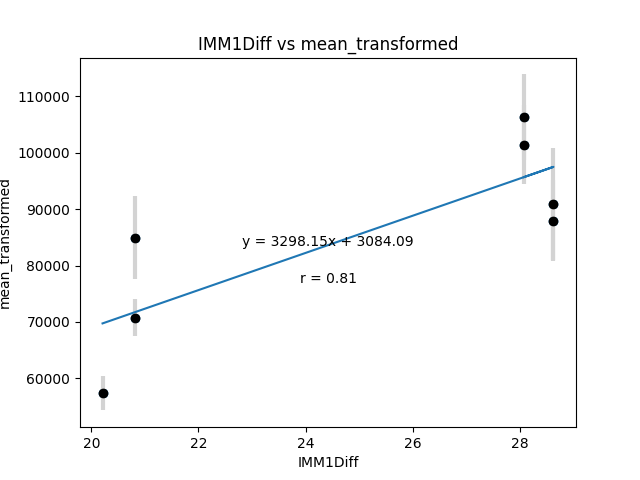 IMM1Diff vs mean_transformed
mean_transformed
110000
100000
90000
80000
70000
60000
y = 3298.15x + 3084.09
r = 0.81
20 22 24 26 28
IMM1Diff